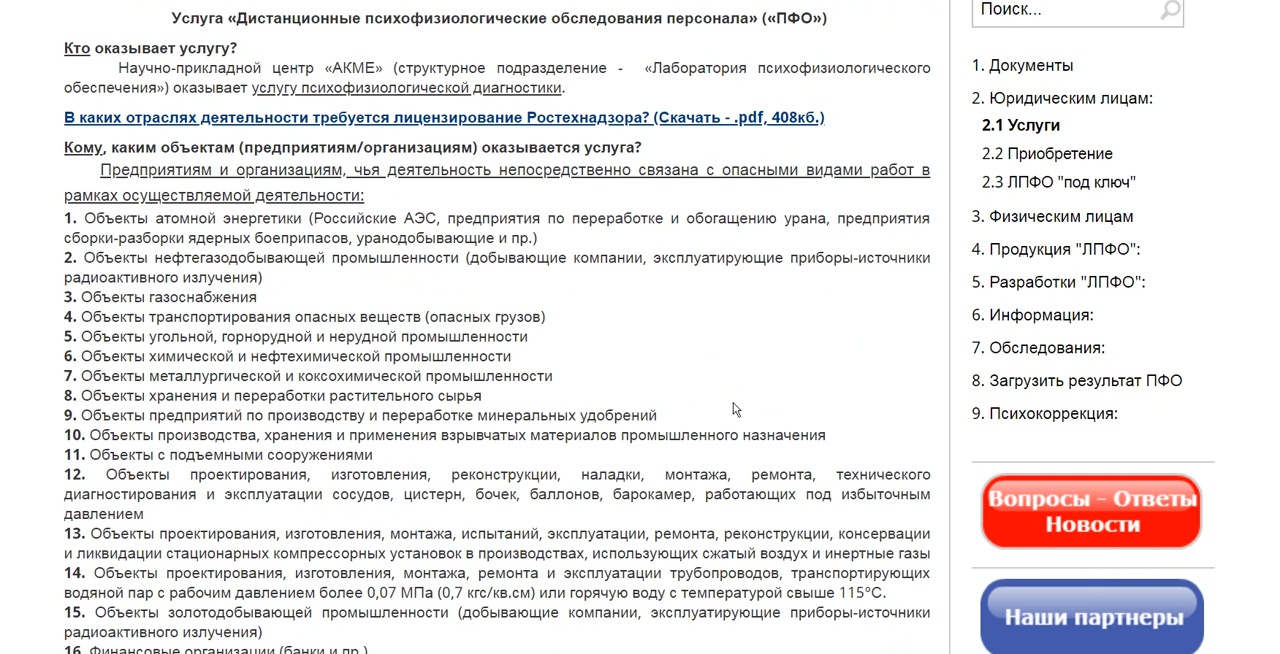 Услуга «Дистанционные психофизиологические обследования персонала» («ПФО»)
Кто оказывает услугу?
Научно-прикладной центр «АКМЕ» (структурное подразделение - «Лаборатория психофизиологического
обеспечения») оказывает услугу психофизиологической диагностики.
В каких отраслях деятельности требуется лицензирование Ростехнадзора? (Скачать - .pdf, 408кб.)
Кому, каким объектам (предприятиям/организациям) оказывается услуга?
Предприятиям и организациям, чья деятельность непосредственно связана с опасными видами работ в
рамках осуществляемой деятельности:
1. Объекты атомной энергетики (Российские АЭС, предприятия по переработке и обогащению урана, предприятия
сборки-разборки ядерных боеприпасов, уранодобывающие и пр.)
2. Объекты нефтегазодобывающей промышленности (добывающие компании, эксплуатирующие приборы-источники
радиоактивного излучения)
3. Объекты газоснабжения
4. Объекты транспортирования опасных веществ (опасных грузов)
5. Объекты угольной, горнорудной и нерудной промышленности
6. Объекты химической и нефтехимической промышленности
7. Объекты металлургической и коксохимической промышленности
8. Объекты хранения и переработки растительного сырья
9. Объекты предприятий по производству и переработке минеральных удобрений
10. Объекты производства, хранения и применения взрывчатых материалов промышленного назначения
11. Объекты с подъемными сооружениями
12. Объекты проектирования, изготовления, реконструкции, наладки, монтажа, ремонта, технического
диагностирования и эксплуатации сосудов, цистерн, бочек, баллонов, барокамер, работающих под избыточным
давлением
13. Объекты проектирования, изготовления, монтажа, испытаний, эксплуатации, ремонта, реконструкции, консервации
и ликвидации стационарных компрессорных установок в производствах, использующих сжатый воздух и инертные газы
14. Объекты проектирования, изготовления, монтажа, ремонта и эксплуатации трубопроводов, транспортирующих
водяной пар с рабочим давлением более 0,07 МПа (0,7 кгс/кв.см) или горячую воду с температурой свыше 115°С.
15. Объекты золотодобывающей промышленности (добывающие компании, эксплуатирующие приборы-источники
радиоактивного излучения)
16. Финансовые организации (банки и пр.)
Поиск...
1. Документы
2. Юридическим лицам:
2.1 Услуги
2.2 Приобретение
2.3 ЛПФО "под ключ"
3. Физическим лицам
4. Продукция "ЛПФО":
5. Разработки "ЛПФО":
6. Информация:
7. Обследования:
8. Загрузить результат ПФО
9. Психокоррекция:
Вопросы - Ответы
Новости
Наши партнеры